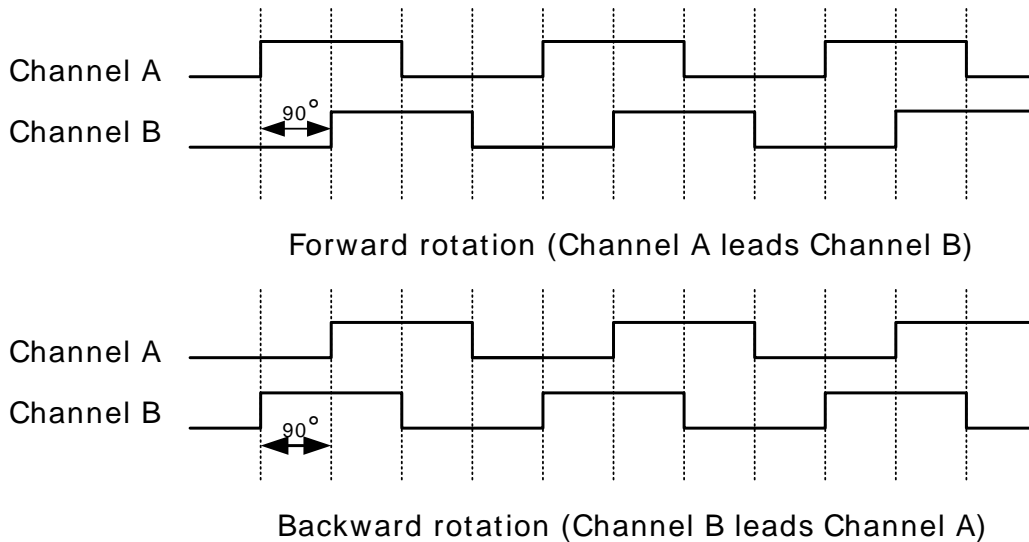 Channel A
90°
Channel B
Forward rotation (Channel A leads Channel B)
Channel A
Channel B
90°
Backward rotation (Channel B leads Channel A)